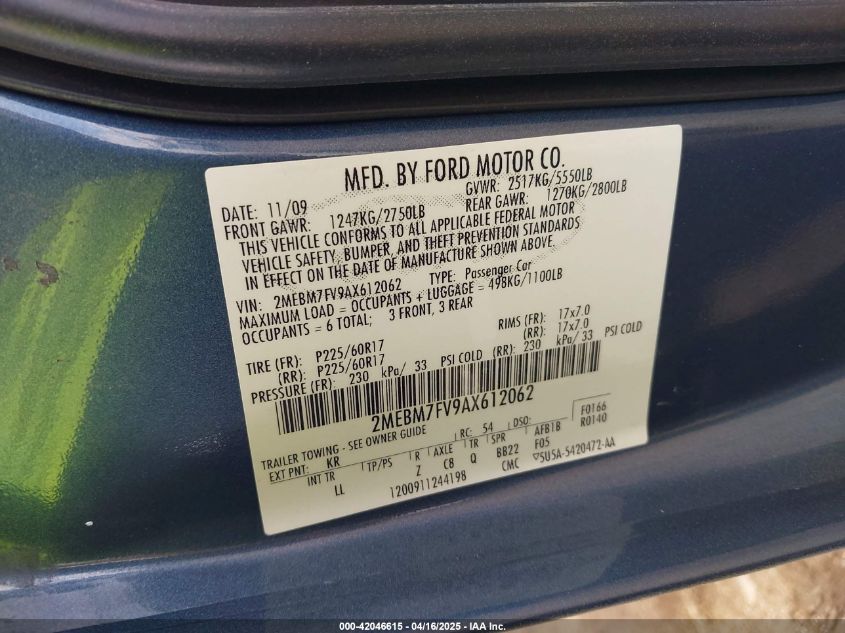 MFD. BY FORD MOTOR CO.
DATE: 11/09 GVWR: 2517KG/5550LB
FRONT GAWR: 1247KG/2750LB REAR GAWR: 1270KG/2800LB
THIS VEHICLE CONFORMS TO ALL APPLICABLE FEDERAL MOTOR
VEHICLE SAFETY, BUMPER, AND THEFT PREVENTION STANDARDS
IN EFFECT ON THE DATE OF MANUFACTURE SHOWN ABOVE.
VIN: 2MEBM7FV9AX612062 TYPE: Passenger Car
MAXIMUM LOAD = OCCUPANTS + LUGGAGE = 498KG/1100LB
OCCUPANTS = 6 TOTAL; 3 FRONT, 3 REAR
TIRE (FR): P225/60R17 RIMS (FR): 17x7.0
(RR): P225/60R17 (RR): 17x7.0
PRESSURE (FR): 230 kPa/ 33 PSI COLD (RR): 230 kPa/ 33 PSI COLD
2MEBM7FV9AX612062
F0166
TRAILER TOWING - SEE OWNER GUIDE RC: 54 DSO: AFB1B R0140
EXT PNT: KR TP/PS R AXLE TR SPR F05
INT TR Z C8 Q BB22 ▽5U5A-5420472-AA
LL 1200911244198 CMC
000-42046615 - 04/16/2025 - IAA Inc.